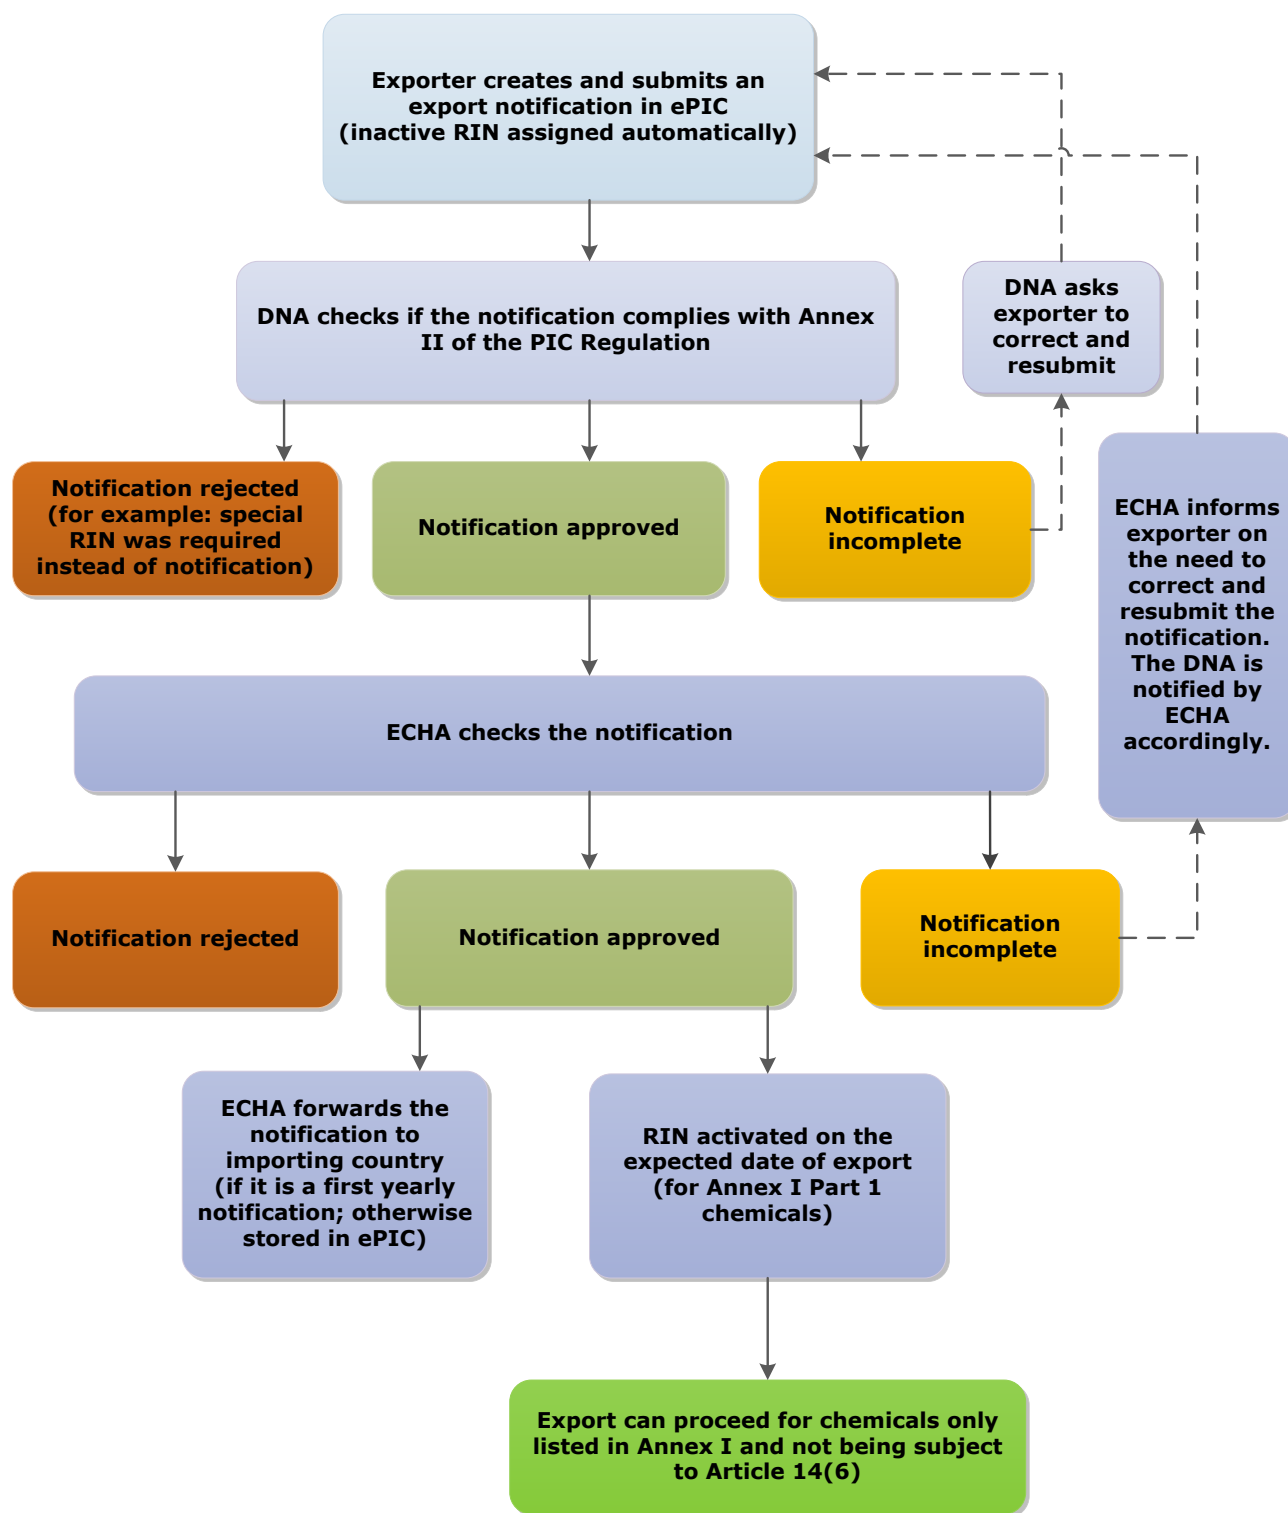 Exporter creates and submits an
export notification in ePIC
(inactive RIN assigned automatically)
DNA checks if the notification complies with Annex
II of the PIC Regulation
DNA asks
exporter to
correct and
resubmit
Notification rejected
(for example: special
RIN was required
instead of notification)
Notification approved
Notification
incomplete
ECHA informs
exporter on
the need to
correct and
resubmit the
notification.
The DNA is
notified by
ECHA
accordingly.
ECHA checks the notification
Notification rejected
Notification approved
Notification
incomplete
ECHA forwards the
notification to
importing country
(if it is a first yearly
notification; otherwise
stored in ePIC)
RIN activated on the
expected date of export
(for Annex I Part 1
chemicals)
Export can proceed for chemicals only
listed in Annex I and not being subject
to Article 14(6)